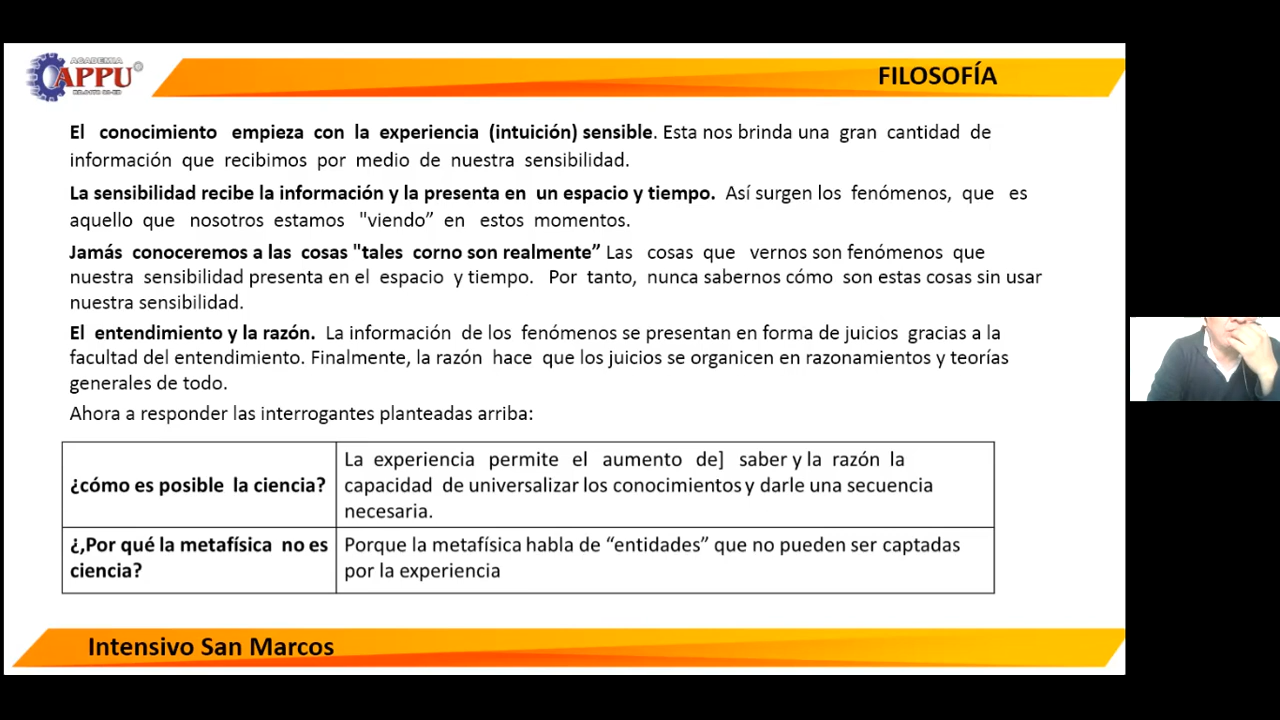 ACADEMIA
APPU
FILOSOFÍA
El conocimiento empieza con la experiencia (intuición) sensible. Esta nos brinda una gran cantidad de
información que recibimos por medio de nuestra sensibilidad.
La sensibilidad recibe la información y la presenta en un espacio y tiempo. Así surgen los fenómenos, que es
aquello que nosotros estamos "viendo” en estos momentos.
Jamás conoceremos a las cosas "tales corno son realmente” Las cosas que vernos son fenómenos que
nuestra sensibilidad presenta en el espacio y tiempo. Por tanto, nunca sabernos cómo son estas cosas sin usar
nuestra sensibilidad.
El entendimiento y la razón. La información de los fenómenos se presentan en forma de juicios gracias a la
facultad del entendimiento. Finalmente, la razón hace que los juicios se organicen en razonamientos y teorías
generales de todo.
Ahora a responder las interrogantes planteadas arriba:
¿cómo es posible la ciencia?
La experiencia permite el aumento de] saber y la razón la
capacidad de universalizar los conocimientos y darle una secuencia
necesaria.
¿,Por qué la metafísica no es
ciencia?
Porque la metafísica habla de “entidades” que no pueden ser captadas
por la experiencia
Intensivo San Marcos